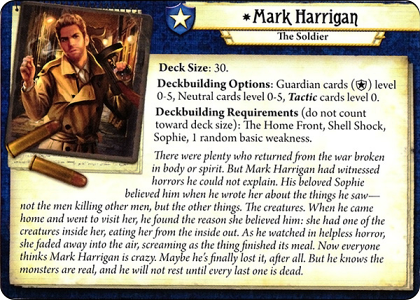 Mark Harrigan
The Soldier
Deck Size: 30.
Deckbuilding Options: Guardian cards () level
0-5, Neutral cards level 0-5, Tactic cards level 0.
Deckbuilding Requirements (do not count
toward deck size): The Home Front, Shell Shock,
Sophie, 1 random basic weakness.
There were plenty who returned from the war broken
in body or spirit. But Mark Harrigan had witnessed
horrors he could not explain. His beloved Sophie
believed him when he wrote her about the things he saw—
not the men killing other men, but the other things. The creatures. When he came
home and went to visit her, he found the reason she believed him: she had one of the
creatures inside her, eating her from the inside out. As he watched in helpless horror,
she faded away into the air, screaming as the thing finished its meal. Now everyone
thinks Mark Harrigan is crazy. Maybe he's finally lost it, after all. But he knows the
monsters are real, and he will not rest until every last one is dead.